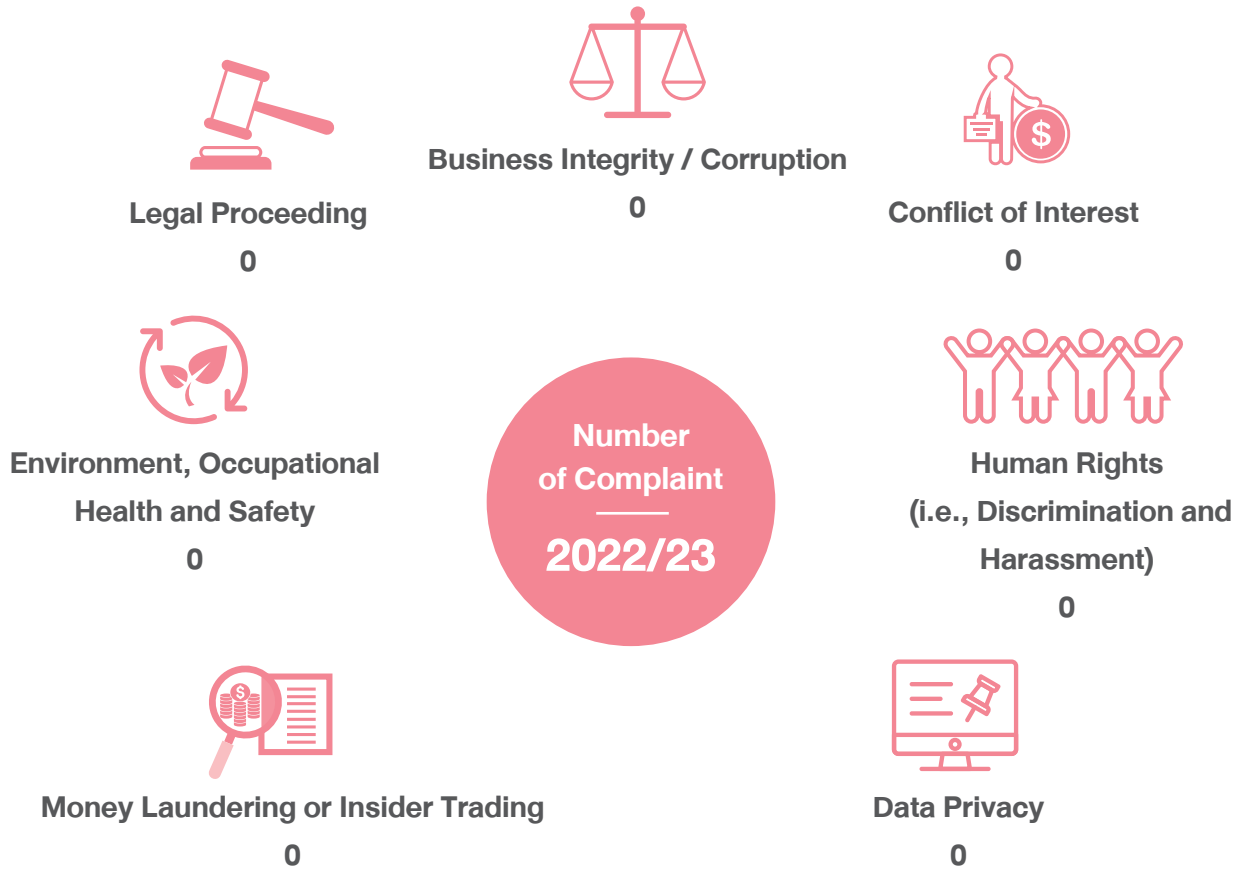 Business Integrity / Corruption
0
Legal Proceeding
0
Conflict of Interest
0
Environment, Occupational
Health and Safety
0
Number
of Complaint
2022/23
$
Human Rights
(i.e., Discrimination and
Harassment)
0
$
Money Laundering or Insider Trading
0
Data Privacy
0